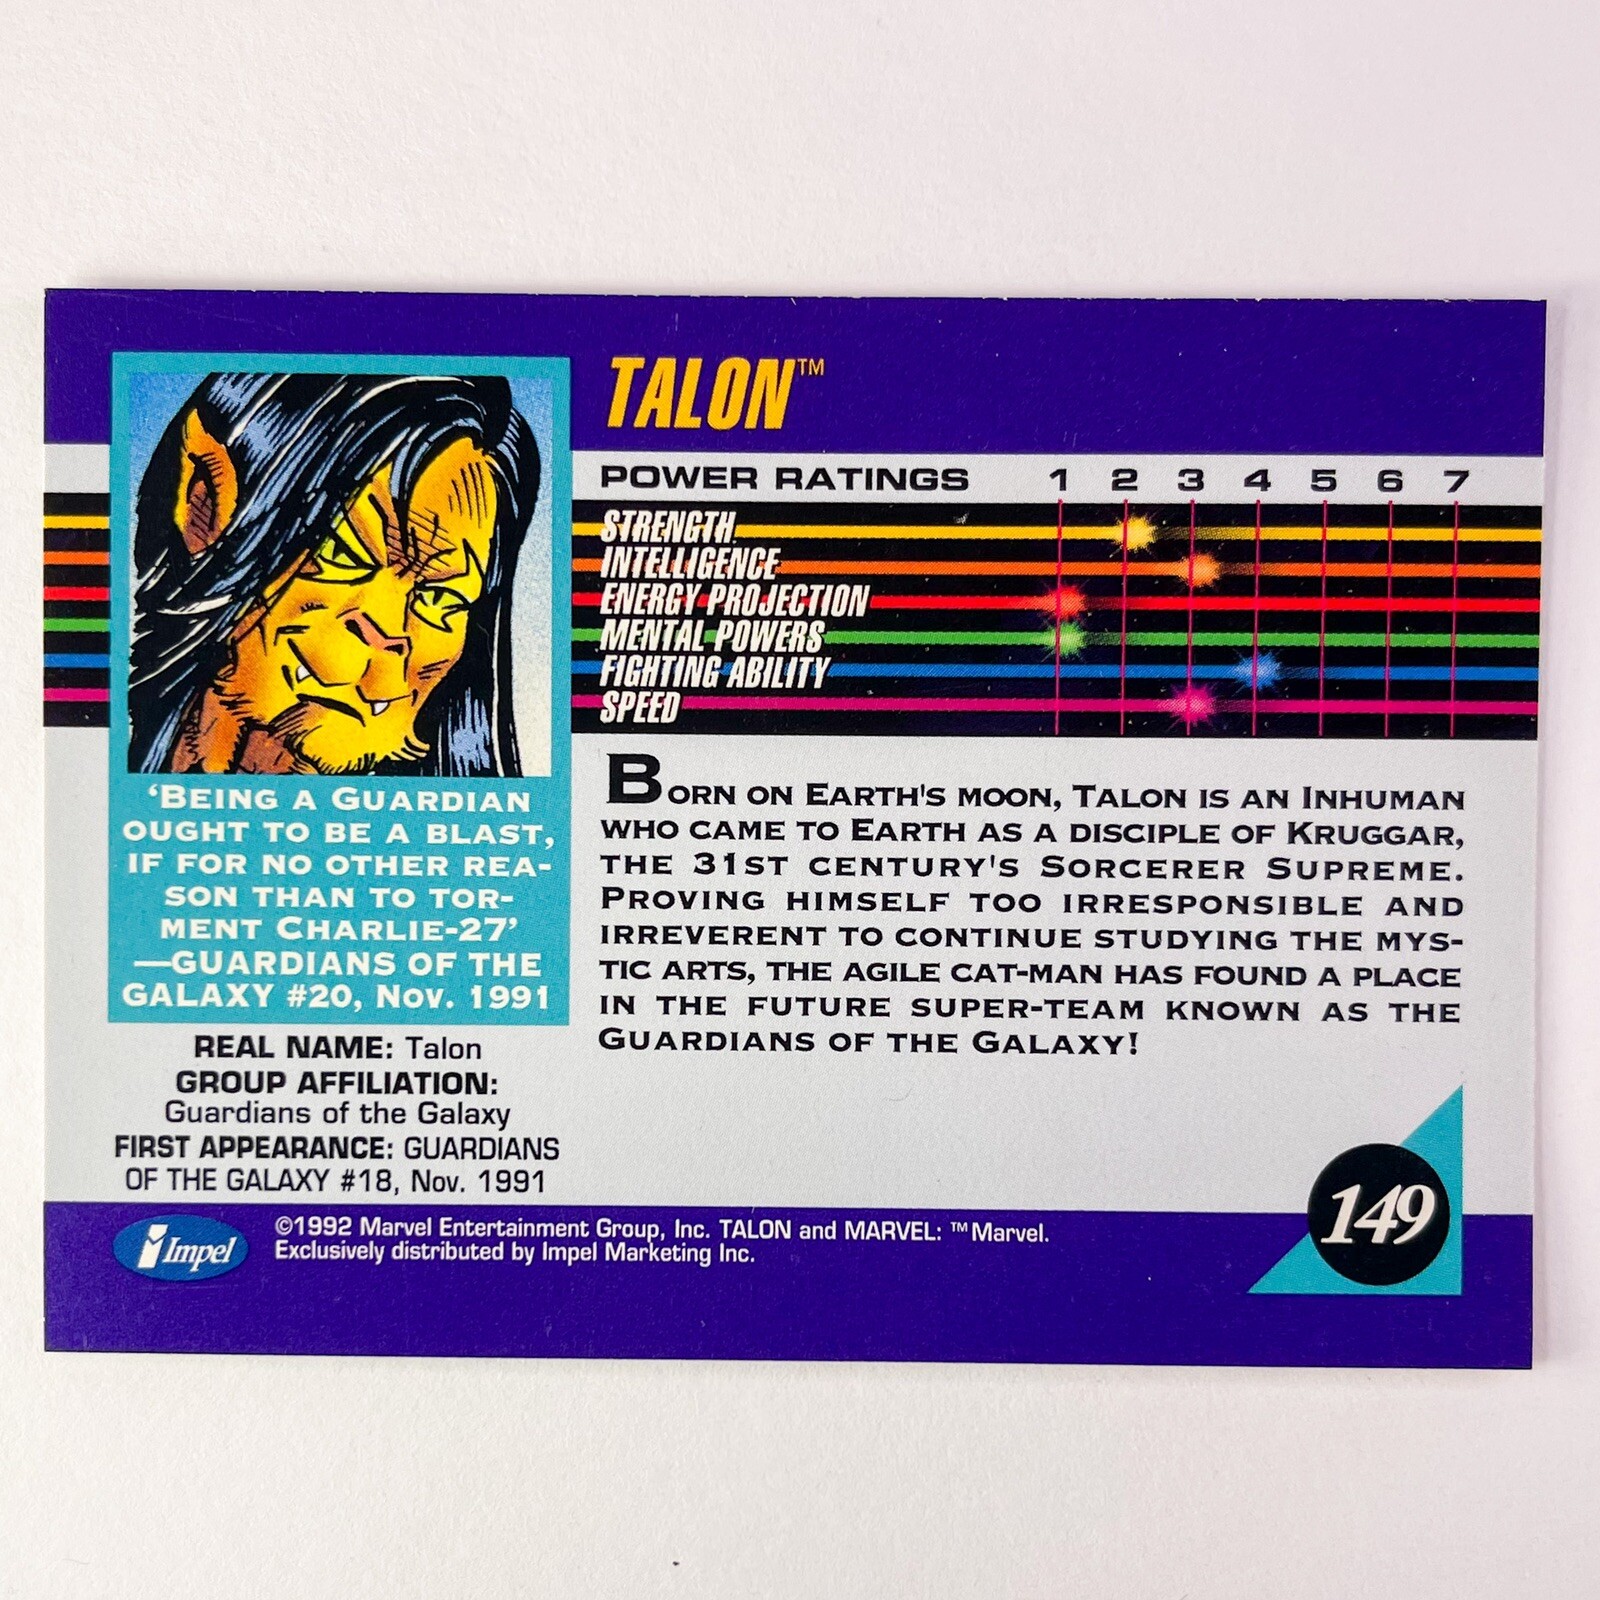 TALON™
POWER RATINGS 1 2 3 4 5 6 7
STRENGTH
INTELLIGENCE
ENERGY PROJECTION
MENTAL POWERS
FIGHTING ABILITY
SPEED
‘BEING A GUARDIAN
OUGHT TO BE A BLAST,
IF FOR NO OTHER REA-
SON THAN TO TOR-
MENT CHARLIE-27’
—GUARDIANS OF THE
GALAXY #20, NOV. 1991
REAL NAME: Talon
GROUP AFFILIATION:
Guardians of the Galaxy
FIRST APPEARANCE: GUARDIANS
OF THE GALAXY #18, Nov. 1991
BORN ON EARTH'S MOON, TALON IS AN INHUMAN
WHO CAME TO EARTH AS A DISCIPLE OF KRUGGAR,
THE 31ST CENTURY'S SORCERER SUPREME.
PROVING HIMSELF TOO IRRESPONSIBLE AND
IRREVERENT TO CONTINUE STUDYING THE MYS-
TIC ARTS, THE AGILE CAT-MAN HAS FOUND A PLACE
IN THE FUTURE SUPER-TEAM KNOWN AS THE
GUARDIANS OF THE GALAXY!
149
Impel
©1992 Marvel Entertainment Group, Inc. TALON and MARVEL: ™Marvel.
Exclusively distributed by Impel Marketing Inc.